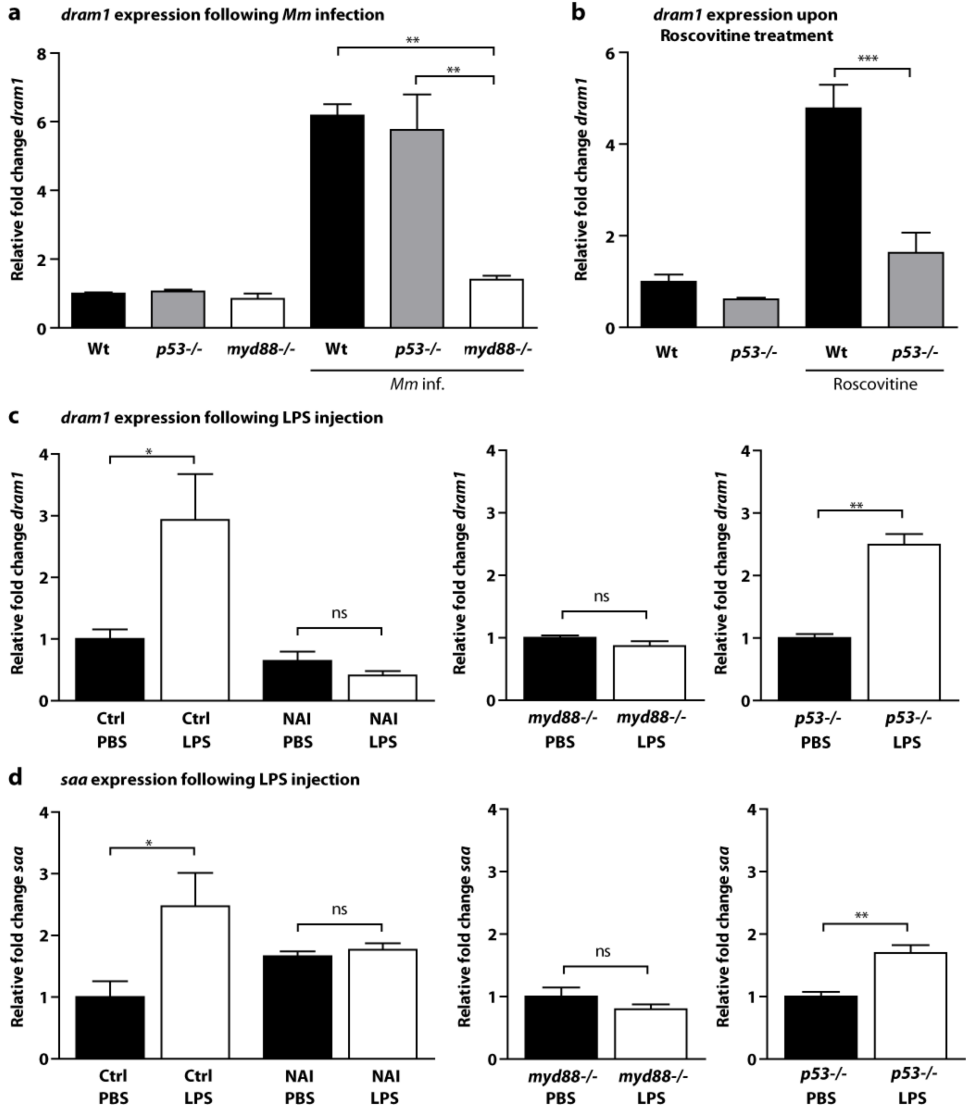 a dram1 expression following Mm infection
Relative fold change dram1
8
6
4
2
0
**
**
Wt p53-/- myd88-/- Wt p53-/- myd88-/-
Mm inf.
b dram1 expression upon
Roscovitine treatment
Relative fold change dram1
6
4
2
0
***
Wt p53-/- Wt p53-/-
Roscovitine
c dram1 expression following LPS injection
Relative fold change dram1
4
3
2
1
0
*
ns
Ctrl Ctrl NAI NAI
PBS LPS PBS LPS
Relative fold change dram1
4
3
2
1
0
ns
myd88-/- myd88-/-
PBS LPS
Relative fold change dram1
4
3
2
1
0
**
p53-/- p53-/-
PBS LPS
d saa expression following LPS injection
Relative fold change saa
4
3
2
1
0
*
ns
Ctrl Ctrl NAI NAI
PBS LPS PBS LPS
Relative fold change saa
4
3
2
1
0
ns
myd88-/- myd88-/-
PBS LPS
Relative fold change saa
4
3
2
1
0
**
p53-/- p53-/-
PBS LPS